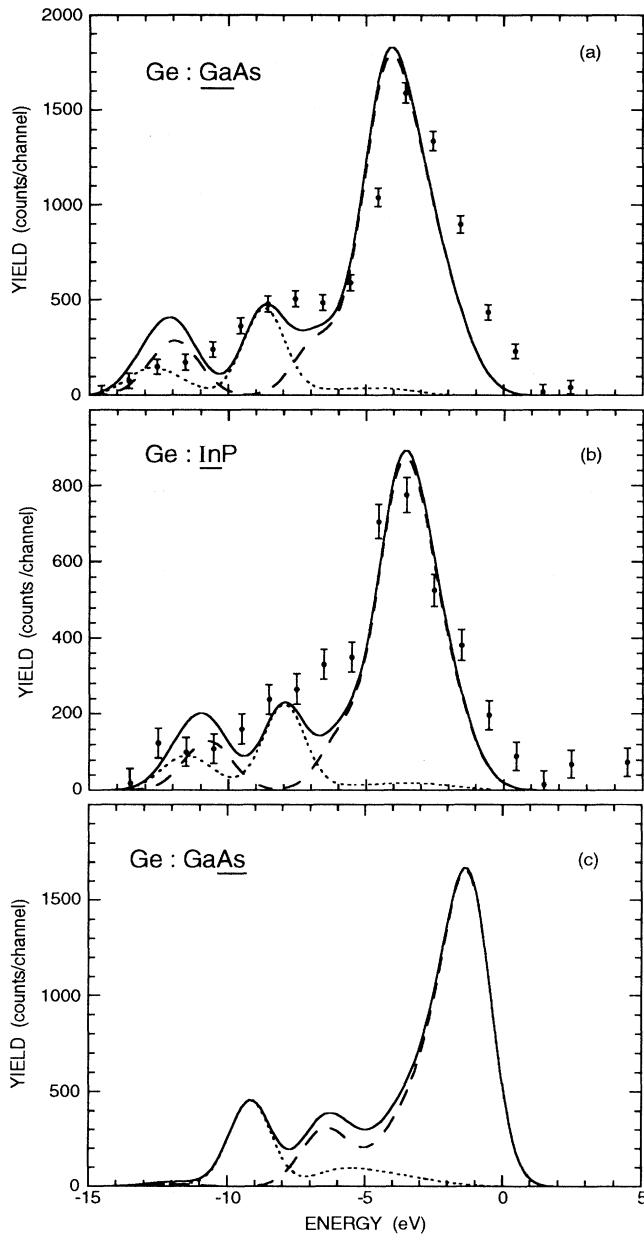 2000
(a)
Ge : GaAs
1500
1000
500
0
YIELD (counts/channel)
(b)
Ge : InP
800
600
400
200
0
YIELD (counts /channel)
(c)
Ge : GaAs
1500
1000
500
0
YIELD (counts/channel)
-15 -10 -5 0 5
ENERGY (eV)